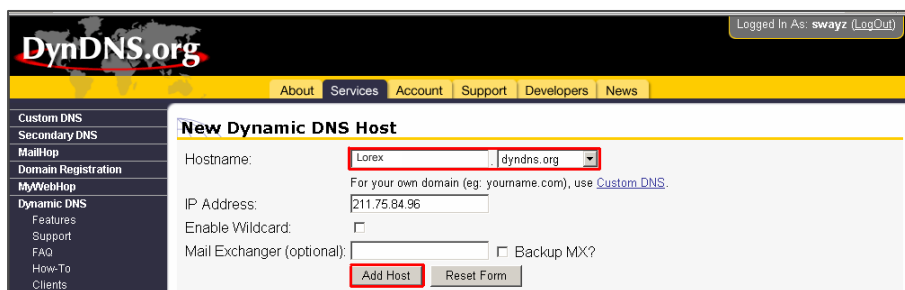 Logged In As: swayz (LogOut)
DynDNS.org
About Services Account Support Developers News
Custom DNS
Secondary DNS
MailHop
Domain Registration
MyWebHop
Dynamic DNS
Features
Support
FAQ
How-To
Clients
New Dynamic DNS Host
Hostname: Lorex . dyndns.org
For your own domain (eg: yourname.com), use Custom DNS.
IP Address: 211.75.84.96
Enable Wildcard:
Mail Exchanger (optional): Backup MX?
Add Host Reset Form